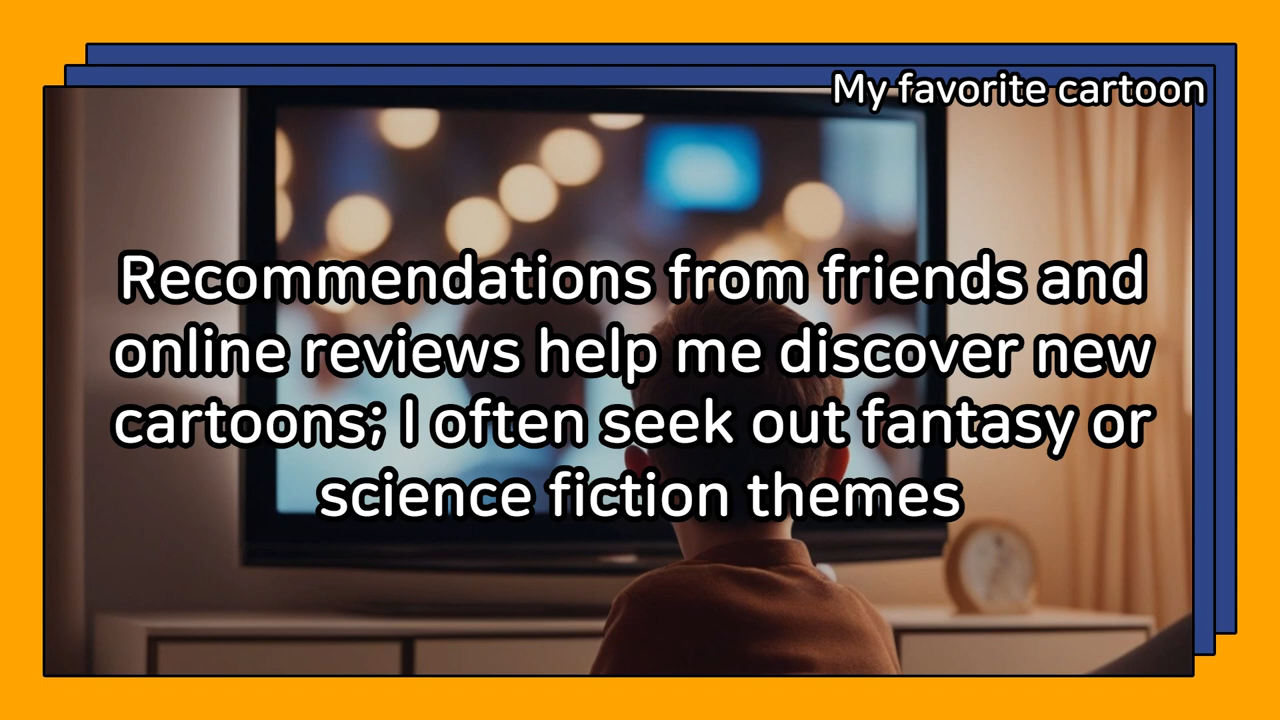 My favorite cartoon
Recommendations from friends and
online reviews help me discover new
cartoons; I often seek out fantasy or
science fiction themes